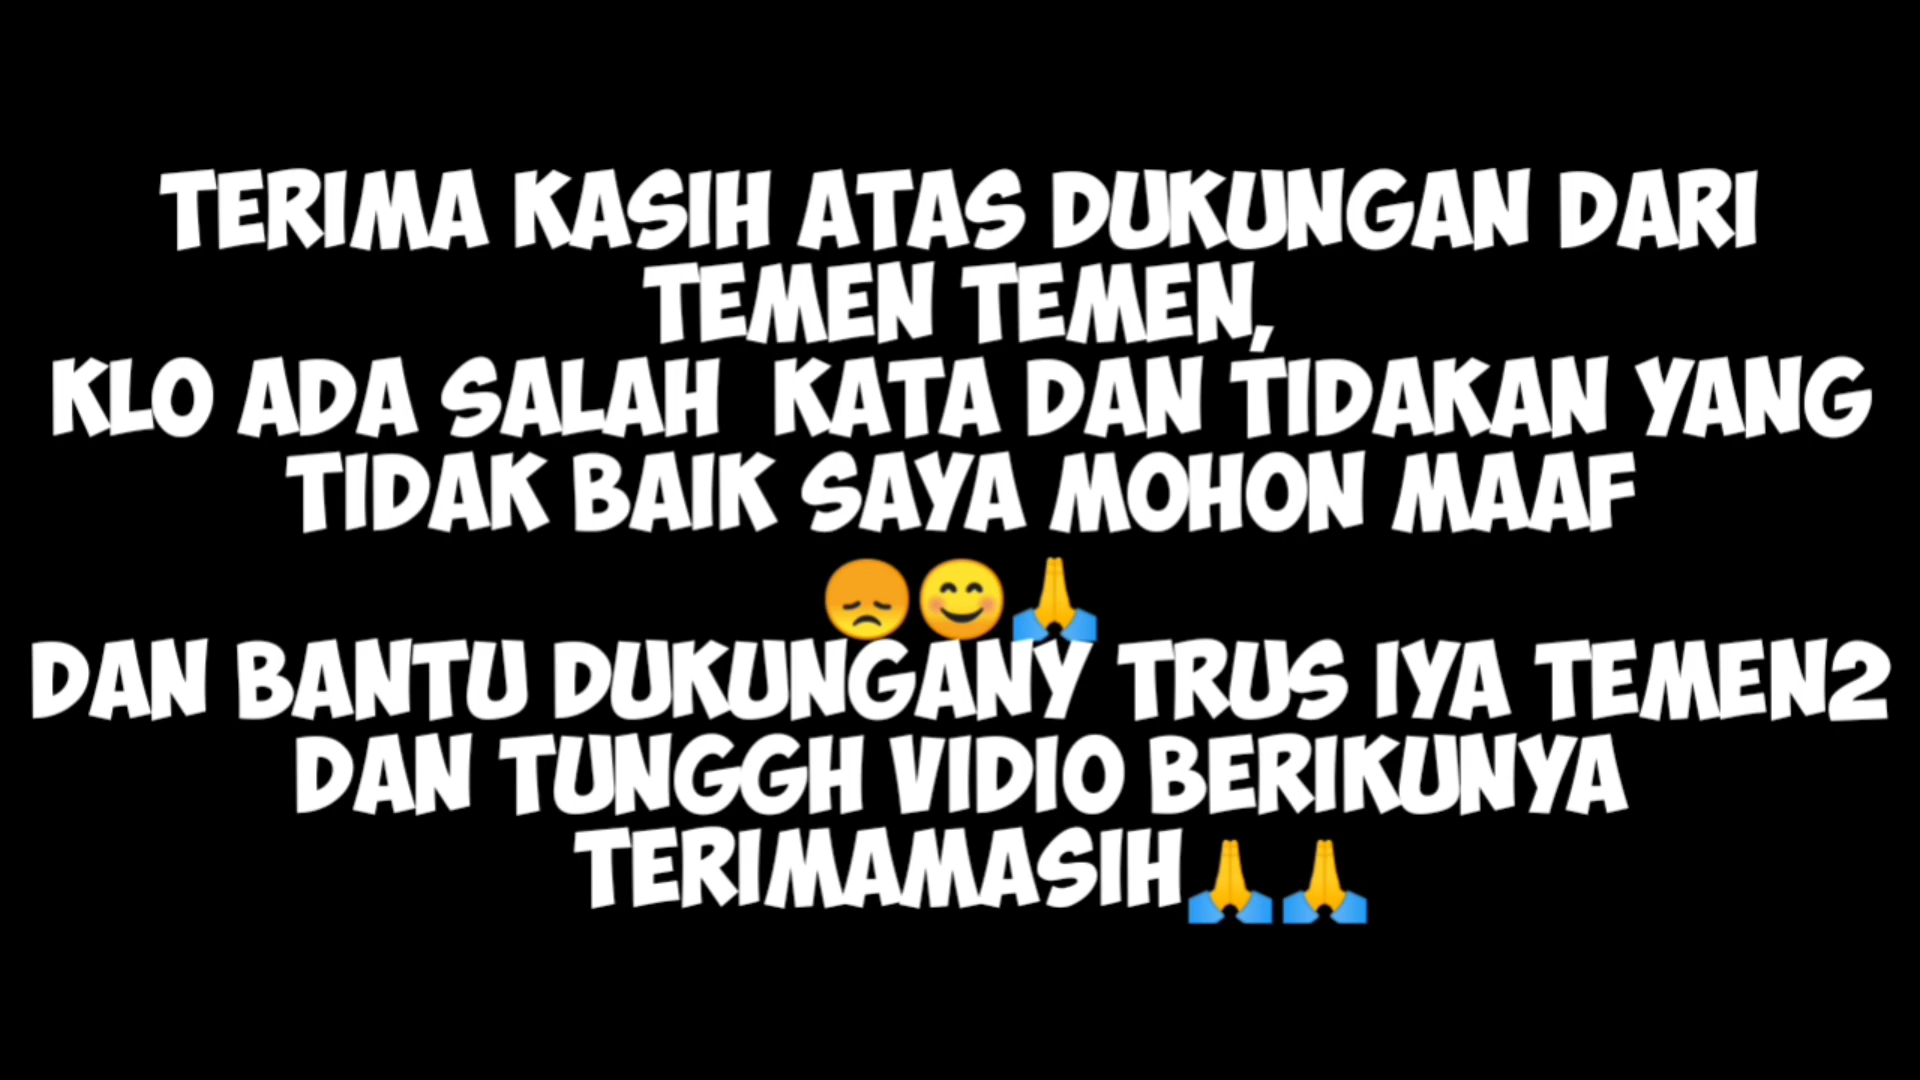 TERIMA KASIH ATAS DUKUNGAN DARI
TEMEN TEMEN,
KLO ADA SALAH  KATA DAN TIDAKAN YANG
TIDAK BAIK SAYA MOHON MAAF
😞😊🙏
DAN BANTU DUKUNGANY TRUS IYA TEMEN2
DAN TUNGGH VIDIO BERIKUNYA
TERIMAMASIH🙏🙏